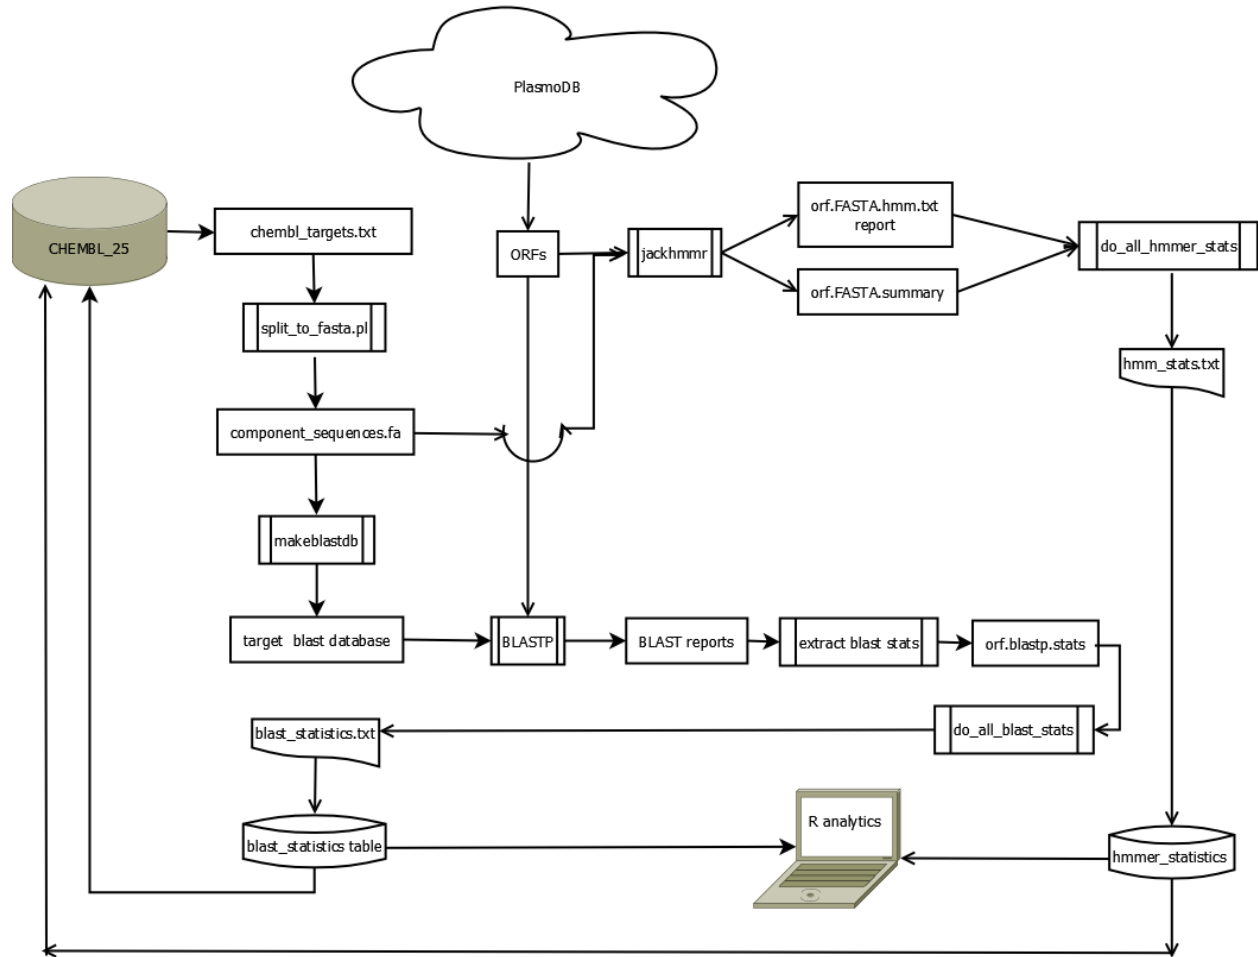 PlasmoDB
CHEMBL_25
chembl_targets.txt
ORFs
jackhmmr
orf.FASTA.hmm.txt
report
orf.FASTA.summary
do_all_hmmer_stats
split_to_fasta.pl
hmm_stats.txt
component_sequences.fa
makeblastdb
target blast database
BLASTP
BLAST reports
extract blast stats
orf.blastp.stats
blast_statistics.txt
do_all_blast_stats
R analytics
blast_statistics table
hmmer_statistics